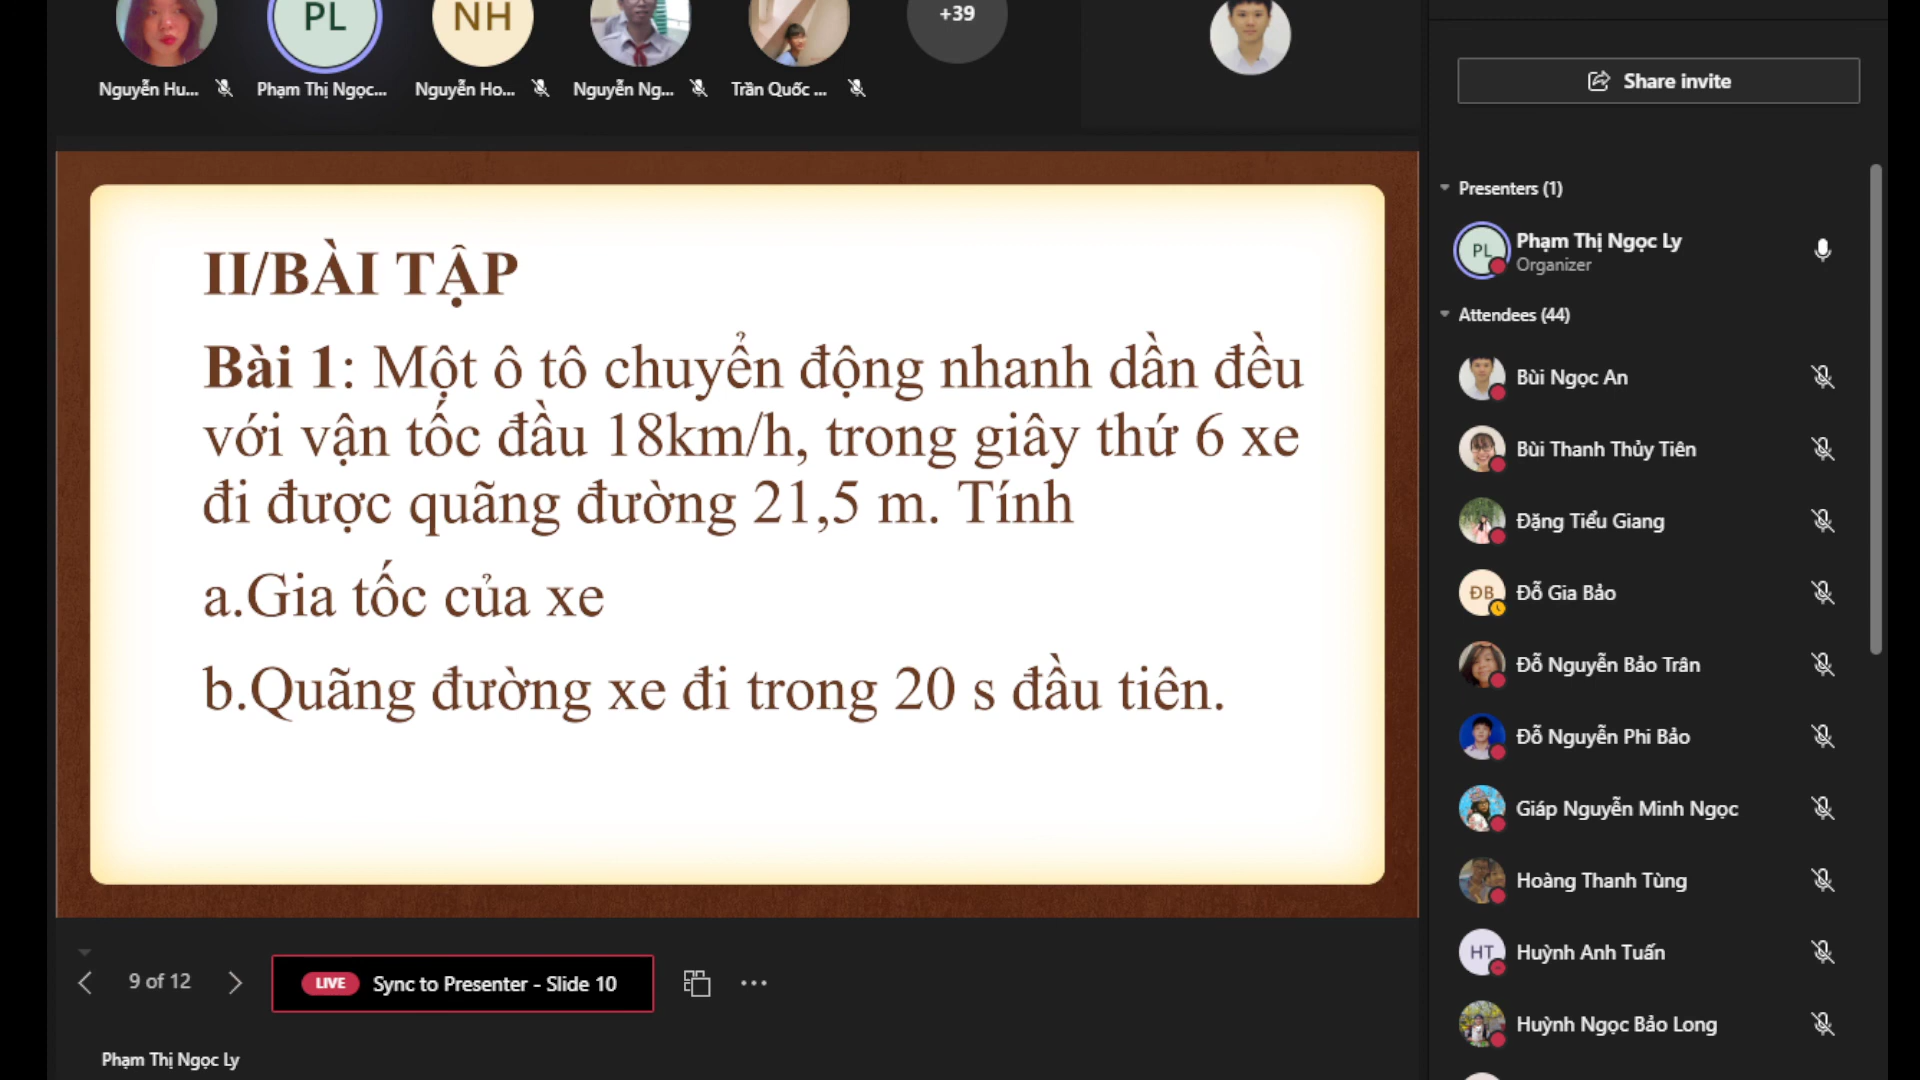 PL
NH
+39
Nguyễn Hu...
Phạm Thị Ngọc...
Nguyễn Ho...
Nguyễn Ng...
Trần Quốc ...
Share invite
Presenters (1)
PL
Phạm Thị Ngọc Ly
Organizer
Attendees (44)
Bùi Ngọc An
Bùi Thanh Thủy Tiên
Đặng Tiểu Giang
ĐB
Đỗ Gia Bảo
Đỗ Nguyễn Bảo Trân
Đỗ Nguyễn Phi Bảo
Giáp Nguyễn Minh Ngọc
Hoàng Thanh Tùng
HT
Huỳnh Anh Tuấn
Huỳnh Ngọc Bảo Long
II/BÀI TẬP
Bài 1: Một ô tô chuyển động nhanh dần đều
với vận tốc đầu 18km/h, trong giây thứ 6 xe
đi được quãng đường 21,5 m. Tính
a.Gia tốc của xe
b.Quãng đường xe đi trong 20 s đầu tiên.
9 of 12
LIVE Sync to Presenter - Slide 10
Phạm Thị Ngọc Ly